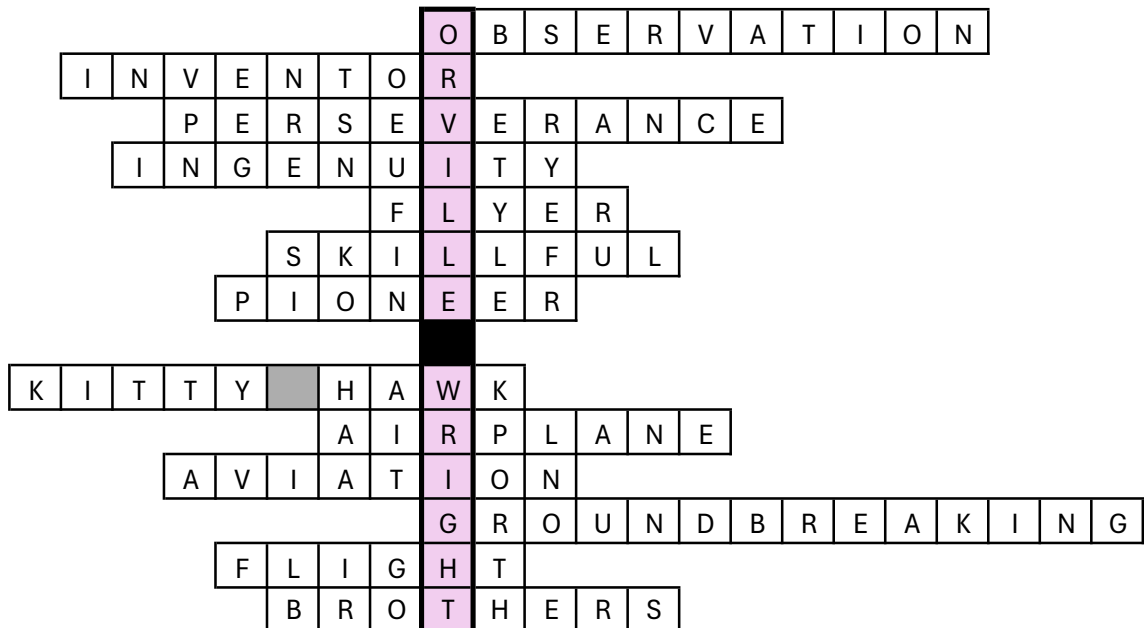 OBSERVATION
INVENTOR
PERSEVERANCE
INGENUITY
FLYER
SKILLFUL
PIONEER
KITTY HAWK
AIRPLANE
AVIATION
GROUNDBREAKING
FLIGHT
BROTHERS